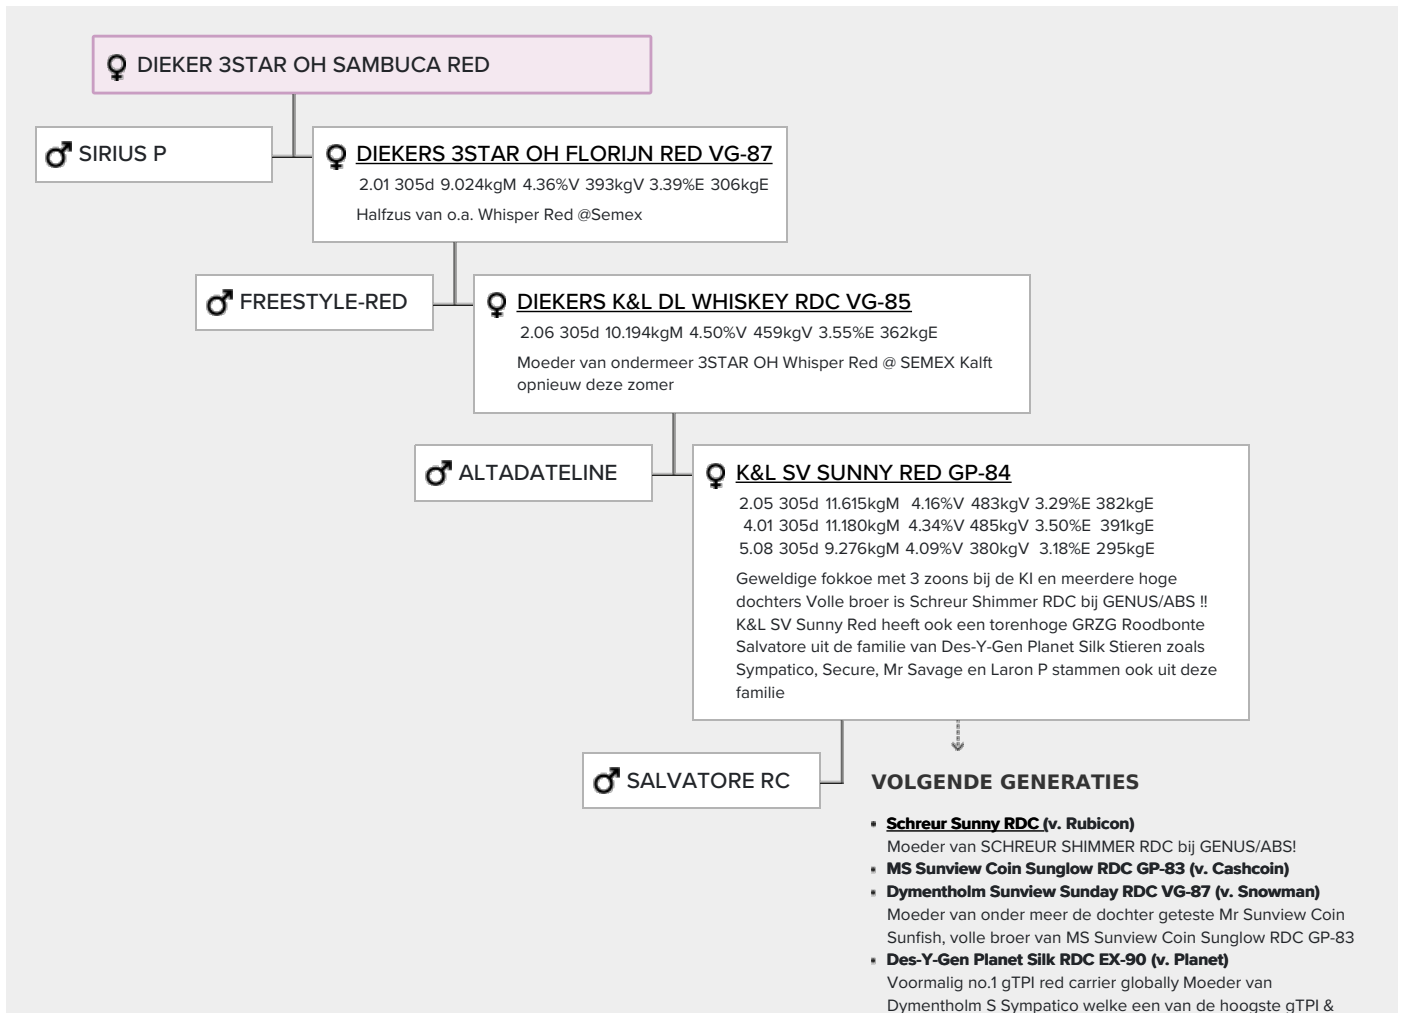 DIEKER 3STAR OH SAMBUCA RED
SIRIUS P
DIEKERS 3STAR OH FLORIJN RED VG-87
2.01 305d 9.024kgM 4.36%V 393kgV 3.39%E 306kgE
Halfzus van o.a. Whisper Red @Semex
FREESTYLE-RED
DIEKERS K&L DL WHISKEY RDC VG-85
2.06 305d 10.194kgM 4.50%V 459kgV 3.55%E 362kgE
Moeder van ondermeer 3STAR OH Whisper Red @ SEMEX Kalft
opnieuw deze zomer
ALTADATELINE
K&L SV SUNNY RED GP-84
2.05 305d 11.615kgM 4.16%V 483kgV 3.29%E 382kgE
4.01 305d 11.180kgM 4.34%V 485kgV 3.50%E 391kgE
5.08 305d 9.276kgM 4.09%V 380kgV 3.18%E 295kgE
Geweldige fokkoe met 3 zoons bij de KI en meerdere hoge
dochters Volle broer is Schreur Shimmer RDC bij GENUS/ABS !!
K&L SV Sunny Red heeft ook een torenhoge GRZG Roodbonte
Salvatore uit de familie van Des-Y-Gen Planet Silk Stieren zoals
Sympatico, Secure, Mr Savage en Laron P stammen ook uit deze
familie
SALVATORE RC
VOLGENDE GENERATIES
Schreur Sunny RDC (v. Rubicon)
Moeder van SCHREUR SHIMMER RDC bij GENUS/ABS!
MS Sunview Coin Sunglow RDC GP-83 (v. Cashcoin)
Dymentholm Sunview Sunday RDC VG-87 (v. Snowman)
Moeder van onder meer de dochter geteste Mr Sunview Coin
Sunfish, volle broer van MS Sunview Coin Sunglow RDC GP-83
Des-Y-Gen Planet Silk RDC EX-90 (v. Planet)
Voormalig no.1 gTPI red carrier globally Moeder van
Dymentholm S Sympatico welke een van de hoogste gTPI &